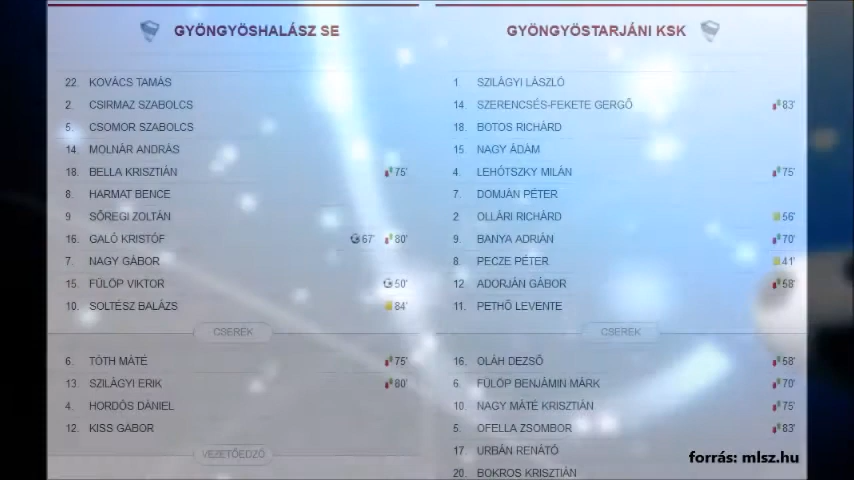 GYÖNGYÖSHALÁSZ SE
22. KOVÁCS TAMÁS
2. CSIRMAZ SZABOLCS
5. CSOMOR SZABOLCS
14. MOLNÁR ANDRÁS
18. BELLA KRISZTIÁN 75'
8. HARMAT BENCE
9 SŐREGI ZOLTÁN
16. GALÓ KRISTÓF 67' 80'
7. NAGY GÁBOR
15. FÜLÖP VIKTOR 50'
10. SOLTÉSZ BALÁZS 84'
CSERÉK
6. TÓTH MÁTÉ 75'
13. SZILÁGYI ERIK 80'
4. HORDÓS DÁNIEL
12. KISS GÁBOR
VEZETŐEDZŐ
GYÖNGYÖSTARJÁNI KSK
1 SZILÁGYI LÁSZLÓ
14. SZERENCSÉS-FEKETE GERGŐ 83'
18. BOTOS RICHÁRD
15. NAGY ÁDÁM
4. LEHÓTSZKY MILÁN 75'
7. DOMJÁN PÉTER
2 OLLÁRI RICHÁRD 56'
9. BANYA ADRIÁN 70'
8 PECZE PÉTER 41'
12 ADORJÁN GÁBOR 58'
11. PETHŐ LEVENTE
CSERÉK
16. OLÁH DEZSŐ 58'
6. FÜLÖP BENJÁMIN MÁRK 70'
10. NAGY MÁTÉ KRISZTIÁN 75'
5. OFELLA ZSOMBOR 83'
17. URBÁN RENÁTÓ
20. BOKROS KRISZTIÁN
forrás: mlsz.hu